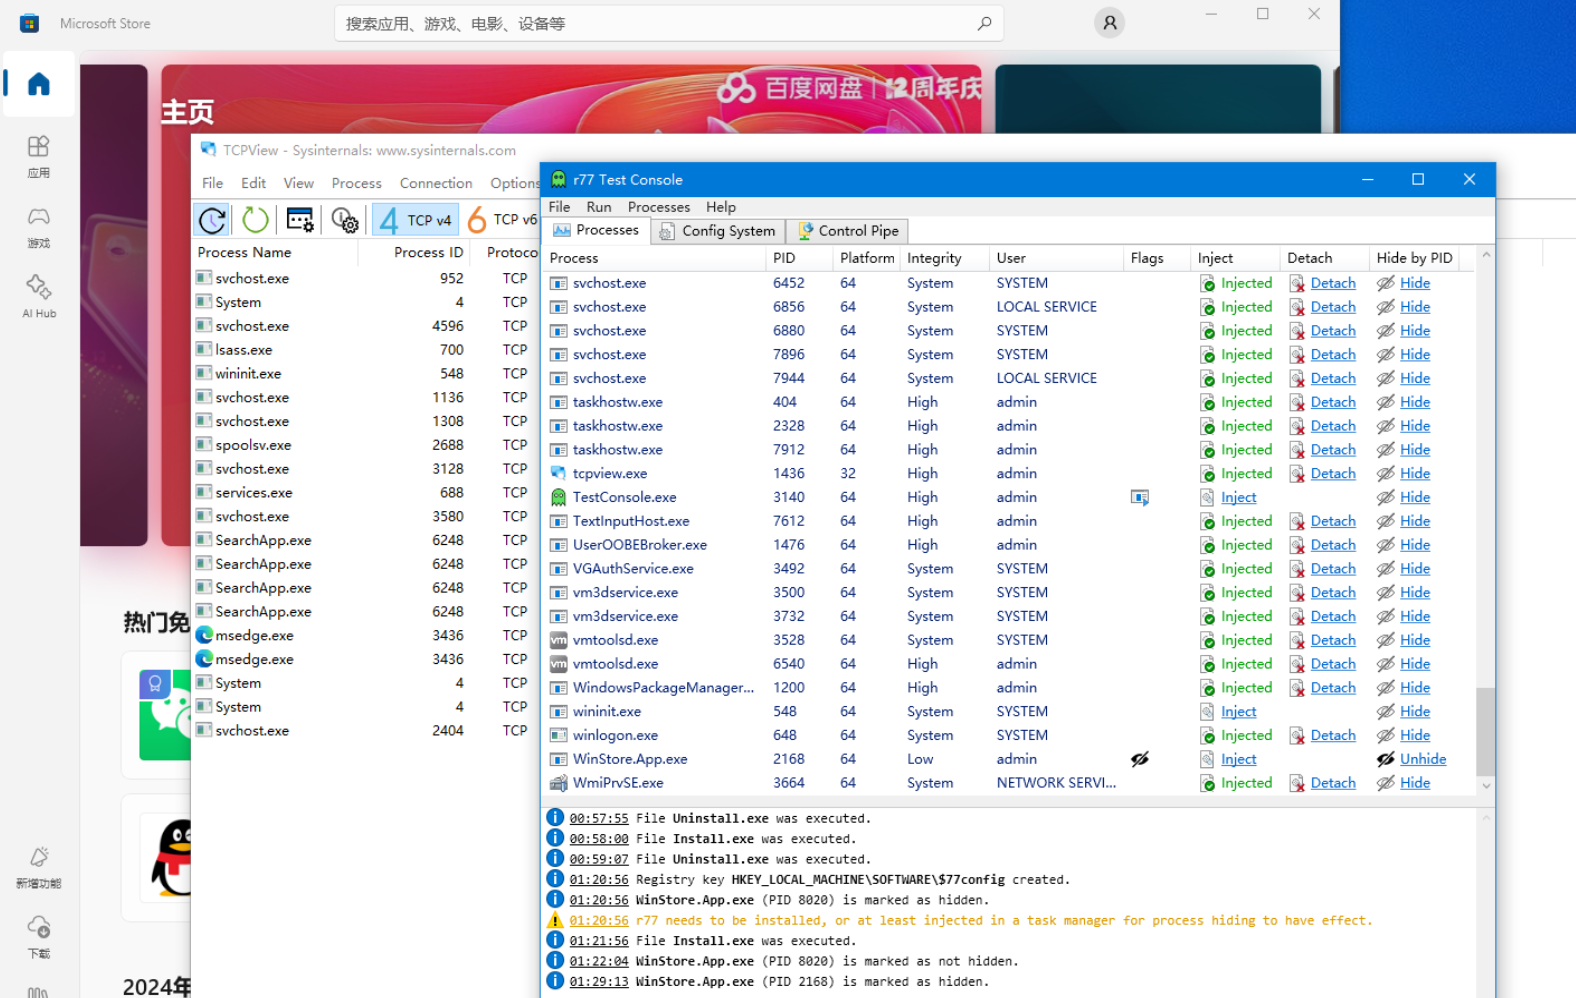 Microsoft Store
搜索应用、游戏、电影、设备等
主页
百度网盘 | 12周年庆
应用
游戏
AI Hub
热门免
新增功能
下载
2024年
TCPView - Sysinternals: www.sysinternals.com
File Edit View Process Connection Options
4 TCP v4 6 TCP v6
Process Name Process ID Protoco
svchost.exe 952 TCP
System 4 TCP
svchost.exe 4596 TCP
lsass.exe 700 TCP
wininit.exe 548 TCP
svchost.exe 1136 TCP
svchost.exe 1308 TCP
spoolsv.exe 2688 TCP
svchost.exe 3128 TCP
services.exe 688 TCP
svchost.exe 3580 TCP
SearchApp.exe 6248 TCP
SearchApp.exe 6248 TCP
SearchApp.exe 6248 TCP
SearchApp.exe 6248 TCP
msedge.exe 3436 TCP
msedge.exe 3436 TCP
System 4 TCP
System 4 TCP
svchost.exe 2404 TCP
r77 Test Console
File Run Processes Help
Processes Config System Control Pipe
Process PID Platform Integrity User Flags Inject Detach Hide by PID
svchost.exe 6452 64 System SYSTEM Injected Detach Hide
svchost.exe 6856 64 System LOCAL SERVICE Injected Detach Hide
svchost.exe 6880 64 System SYSTEM Injected Detach Hide
svchost.exe 7896 64 System SYSTEM Injected Detach Hide
svchost.exe 7944 64 System LOCAL SERVICE Injected Detach Hide
taskhostw.exe 404 64 High admin Injected Detach Hide
taskhostw.exe 2328 64 High admin Injected Detach Hide
taskhostw.exe 7912 64 High admin Injected Detach Hide
tcpview.exe 1436 32 High admin Injected Detach Hide
TestConsole.exe 3140 64 High admin Inject Hide
TextInputHost.exe 7612 64 High admin Injected Detach Hide
UserOOBEBroker.exe 1476 64 High admin Injected Detach Hide
VGAuthService.exe 3492 64 System SYSTEM Injected Detach Hide
vm3dservice.exe 3500 64 System SYSTEM Injected Detach Hide
vm3dservice.exe 3732 64 System SYSTEM Injected Detach Hide
vm vmtoolsd.exe 3528 64 System SYSTEM Injected Detach Hide
vm vmtoolsd.exe 6540 64 High admin Injected Detach Hide
WindowsPackageManager... 1200 64 High admin Injected Detach Hide
wininit.exe 548 64 System SYSTEM Inject Hide
winlogon.exe 648 64 System SYSTEM Injected Detach Hide
WinStore.App.exe 2168 64 Low admin Inject Unhide
WmiPrvSE.exe 3664 64 System NETWORK SERVI... Injected Detach Hide
00:57:55 File Uninstall.exe was executed.
00:58:00 File Install.exe was executed.
00:59:07 File Uninstall.exe was executed.
01:20:56 Registry key HKEY_LOCAL_MACHINE\SOFTWARE\$77config created.
01:20:56 WinStore.App.exe (PID 8020) is marked as hidden.
01:20:56 r77 needs to be installed, or at least injected in a task manager for process hiding to have effect.
01:21:56 File Install.exe was executed.
01:22:04 WinStore.App.exe (PID 8020) is marked as not hidden.
01:29:13 WinStore.App.exe (PID 2168) is marked as hidden.